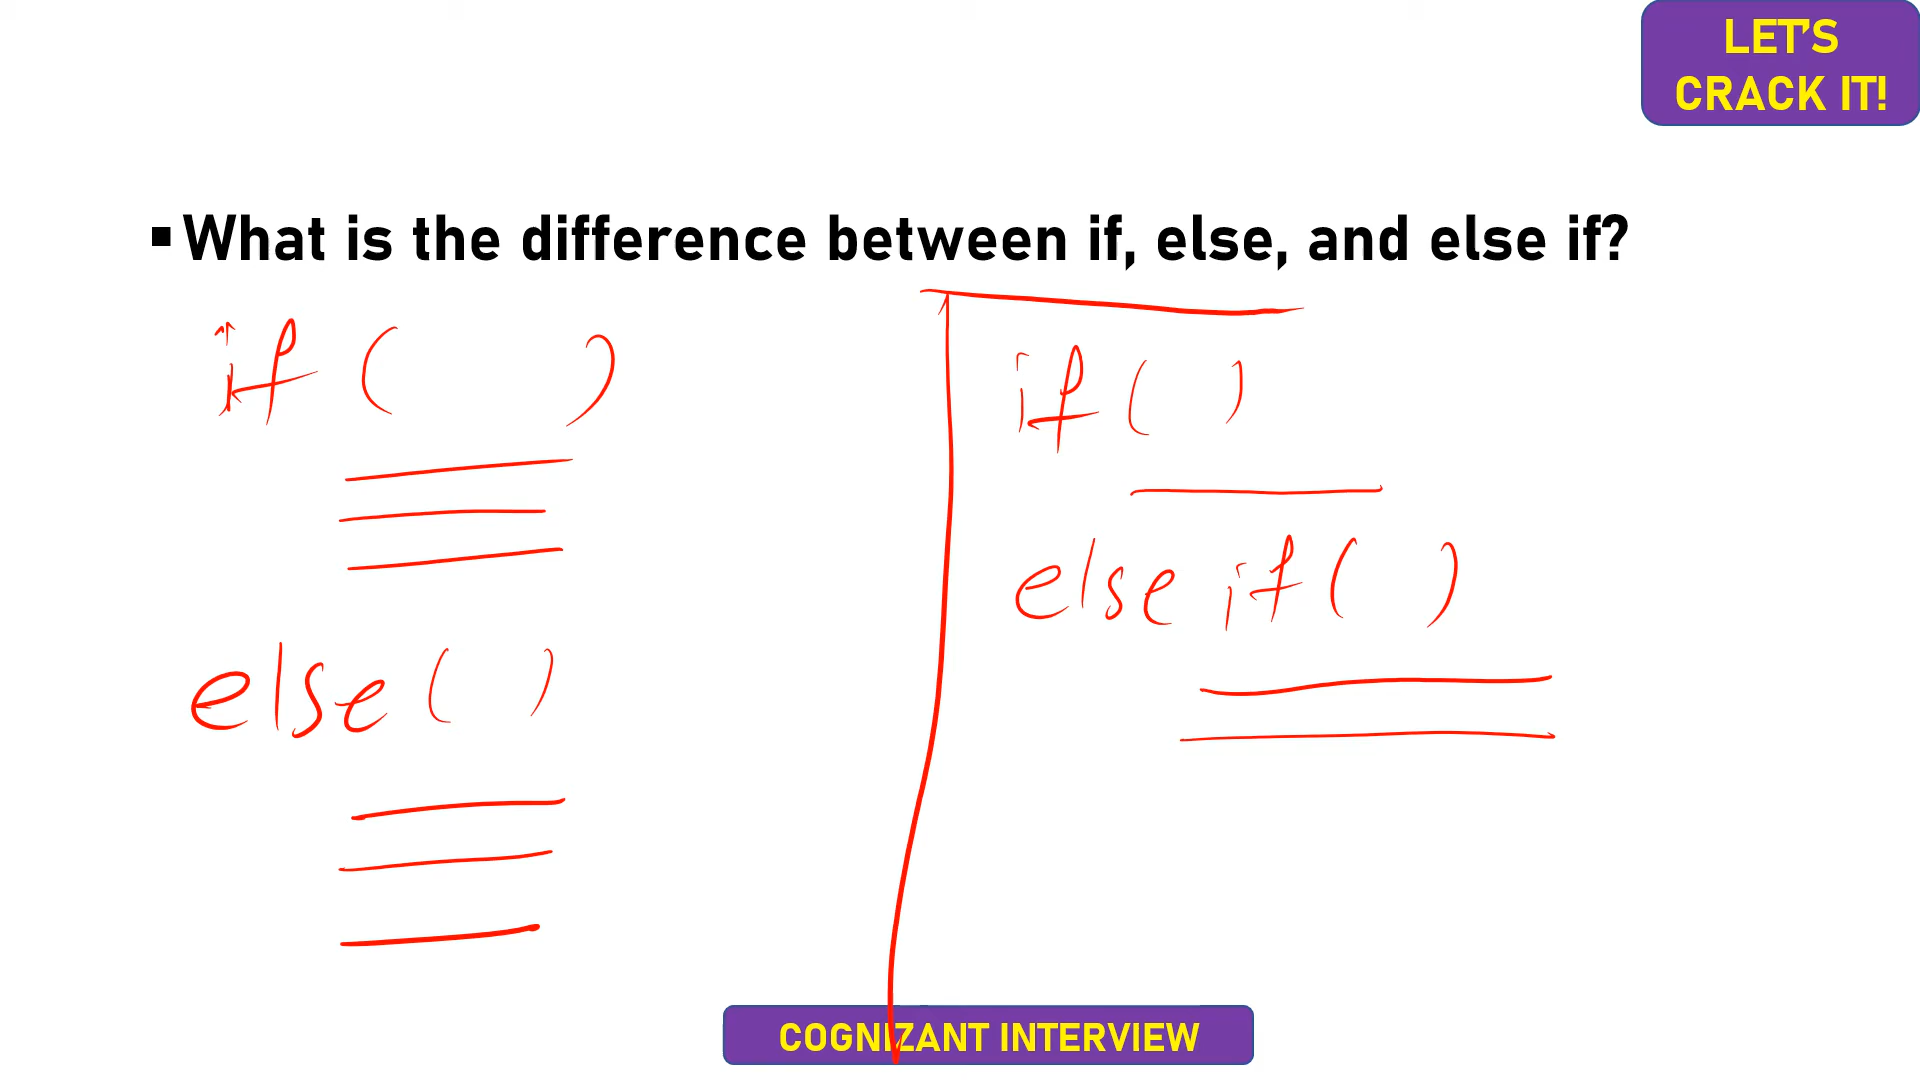 LET'S
CRACK IT!
▪ What is the difference between if, else, and else if?
if ( )
else ( )
if ( )
else if ( )
COGNIZANT INTERVIEW